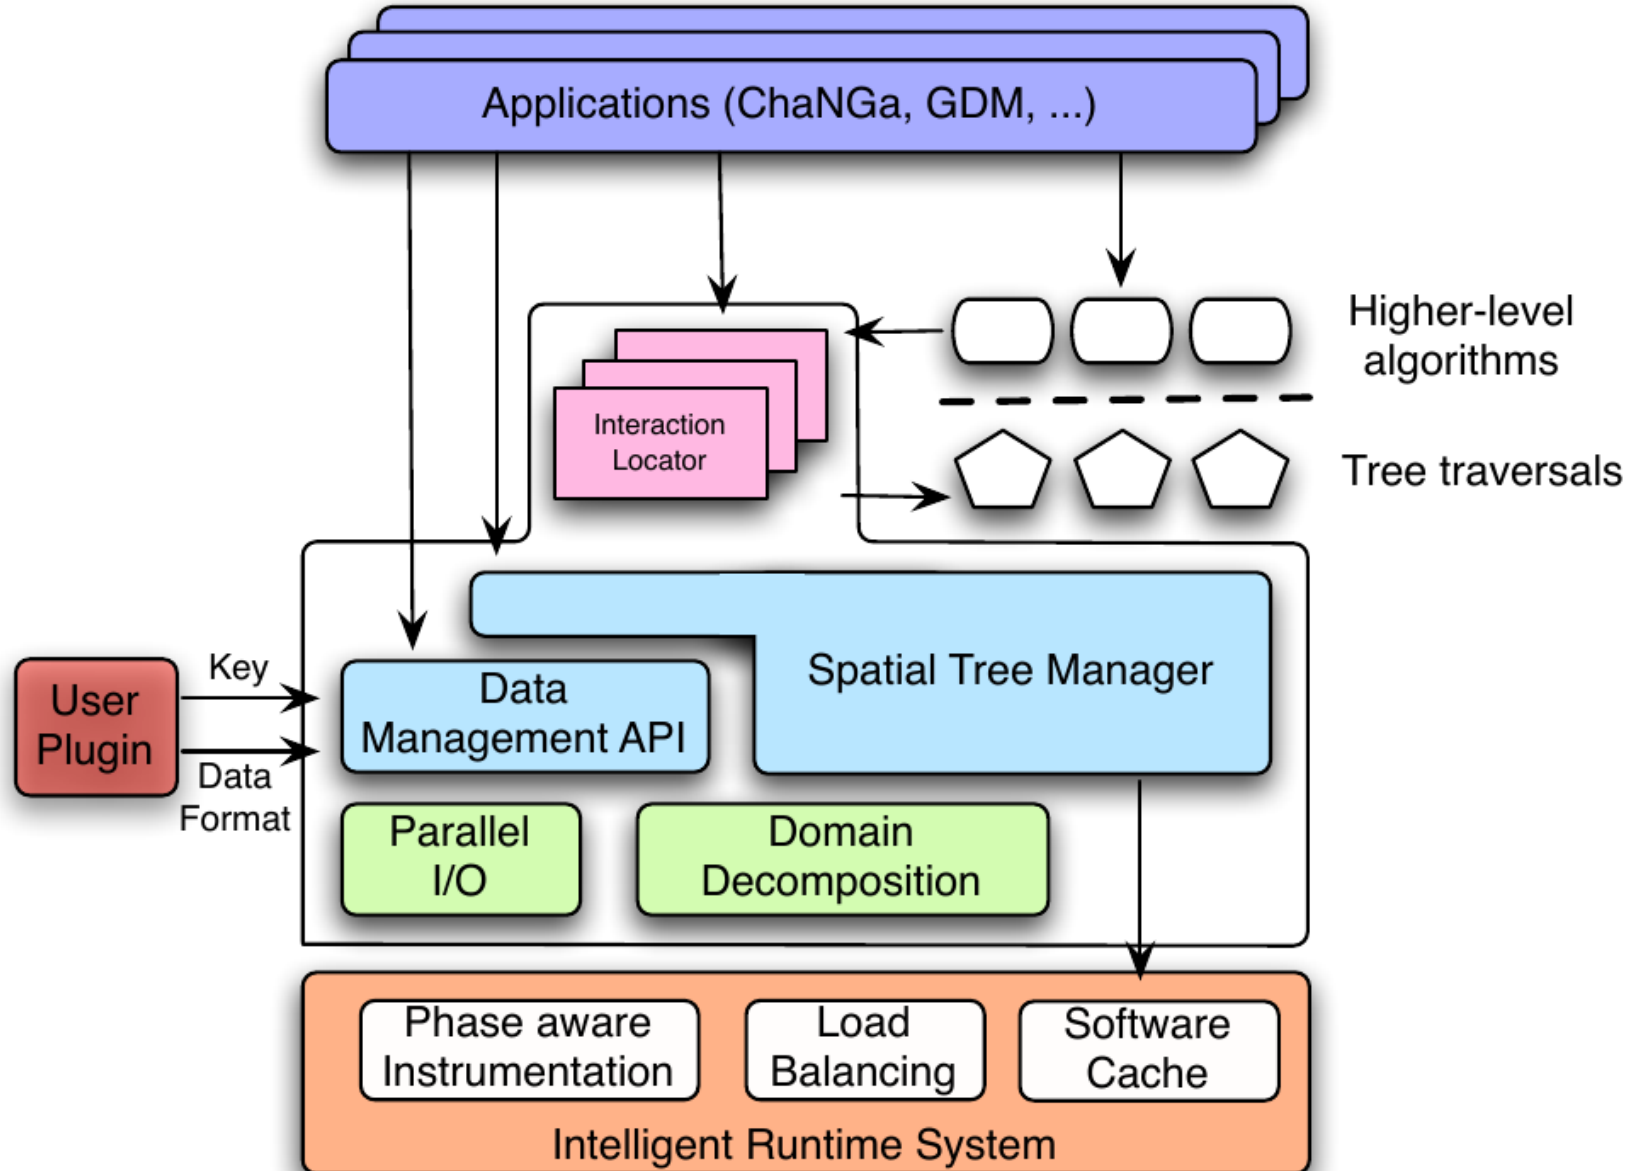 Applications (ChaNGa, GDM, ...)
Higher-level
algorithms
Interaction
Locator
Tree traversals
Spatial Tree Manager
Key
User
Plugin
Data
Format
Data
Management API
Parallel
I/O
Domain
Decomposition
Phase aware
Instrumentation
Load
Balancing
Software
Cache
Intelligent Runtime System